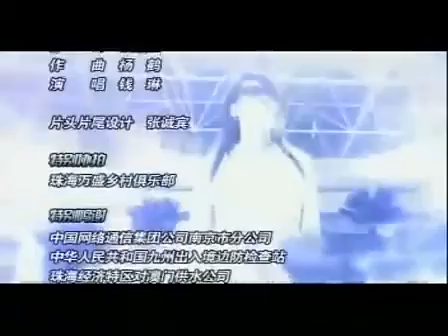 作 曲 杨 鹤
演 唱 钱 琳
片头片尾设计 张诚宾
特别协拍
珠海万盛乡村俱乐部
特别鸣谢
中国网络通信集团公司南京市分公司
中华人民共和国九州出入境边防检查站
珠海经济特区对澳门供水公司